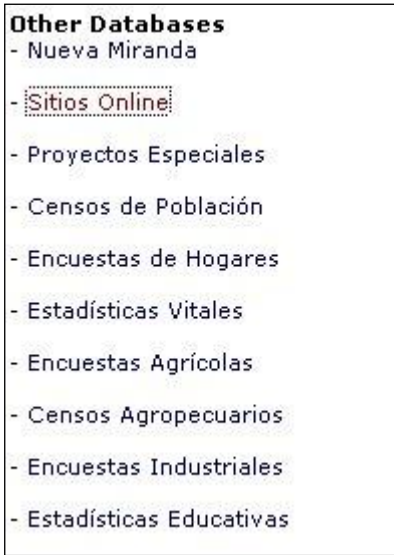 Other Databases
- Nueva Miranda
- Sitios Online
- Proyectos Especiales
- Censos de Población
- Encuestas de Hogares
- Estadísticas Vitales
- Encuestas Agrícolas
- Censos Agropecuarios
- Encuestas Industriales
- Estadísticas Educativas